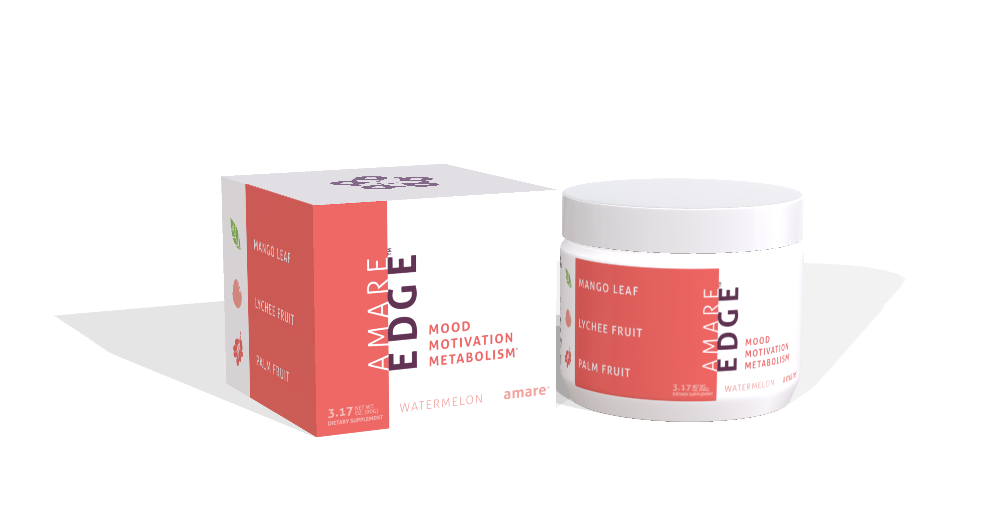 MANGO LEAF
LYCHEE FRUIT
PALM FRUIT
AMARE
EDGE™
MOOD
MOTIVATION
METABOLISM
3.17 NET WT.
OZ. (90G)
DIETARY SUPPLEMENT
WATERMELON
amare®
MANGO LEAF
LYCHEE FRUIT
PALM FRUIT
AMARE
EDGE™
MOOD
MOTIVATION
METABOLISM
3.17 NET WT.
OZ. (90G)
DIETARY SUPPLEMENT
WATERMELON
amare